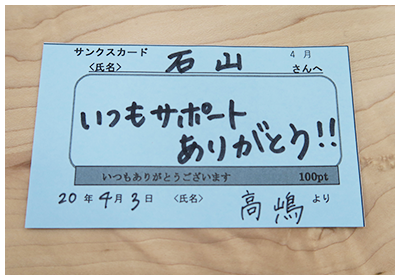 サンクスカード 4月
<氏名> 石山 さんへ
いつもサポート
ありがとう!!
いつもありがとうございます 100pt
20年4月3日 <氏名> 高嶋 より